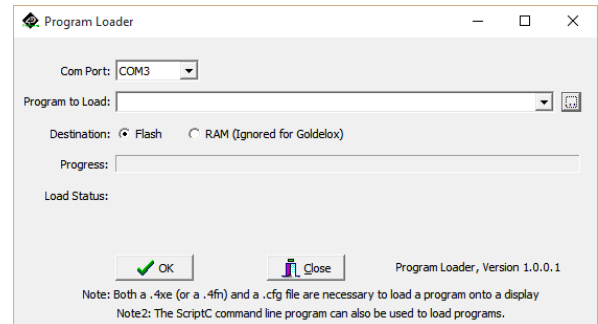 Program Loader
Com Port: COM3
Program to Load:
Destination: Flash RAM (Ignored for Goldelox)
Progress:
Load Status:
OK Close Program Loader, Version 1.0.0.1
Note: Both a .4xe (or a .4fn) and a .cfg file are necessary to load a program onto a display
Note2: The ScriptC command line program can also be used to load programs.